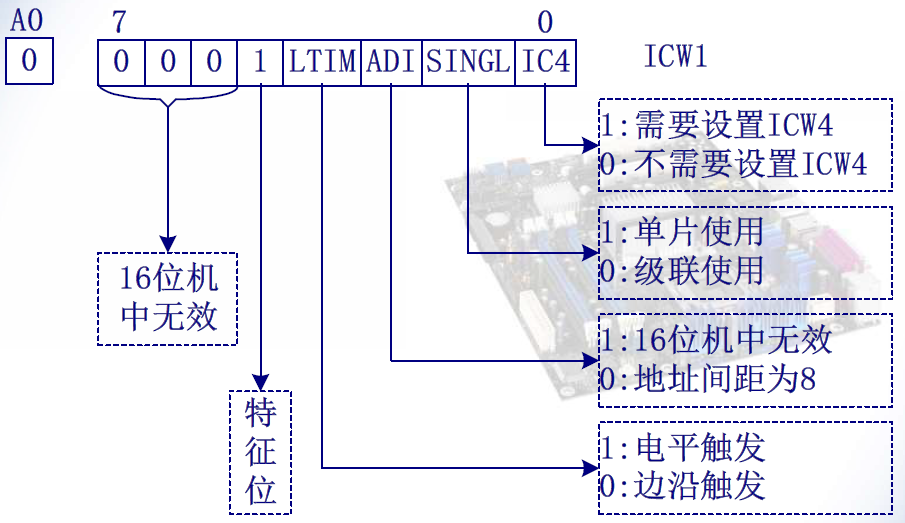 A0 7 0
0 0 0 0 1 LTIM ADI SINGL IC4 ICW1
1:需要设置ICW4
0:不需要设置ICW4
1:单片使用
0:级联使用
16位机
中无效
1:16位机中无效
0:地址间距为8
特
征
位
1:电平触发
0:边沿触发